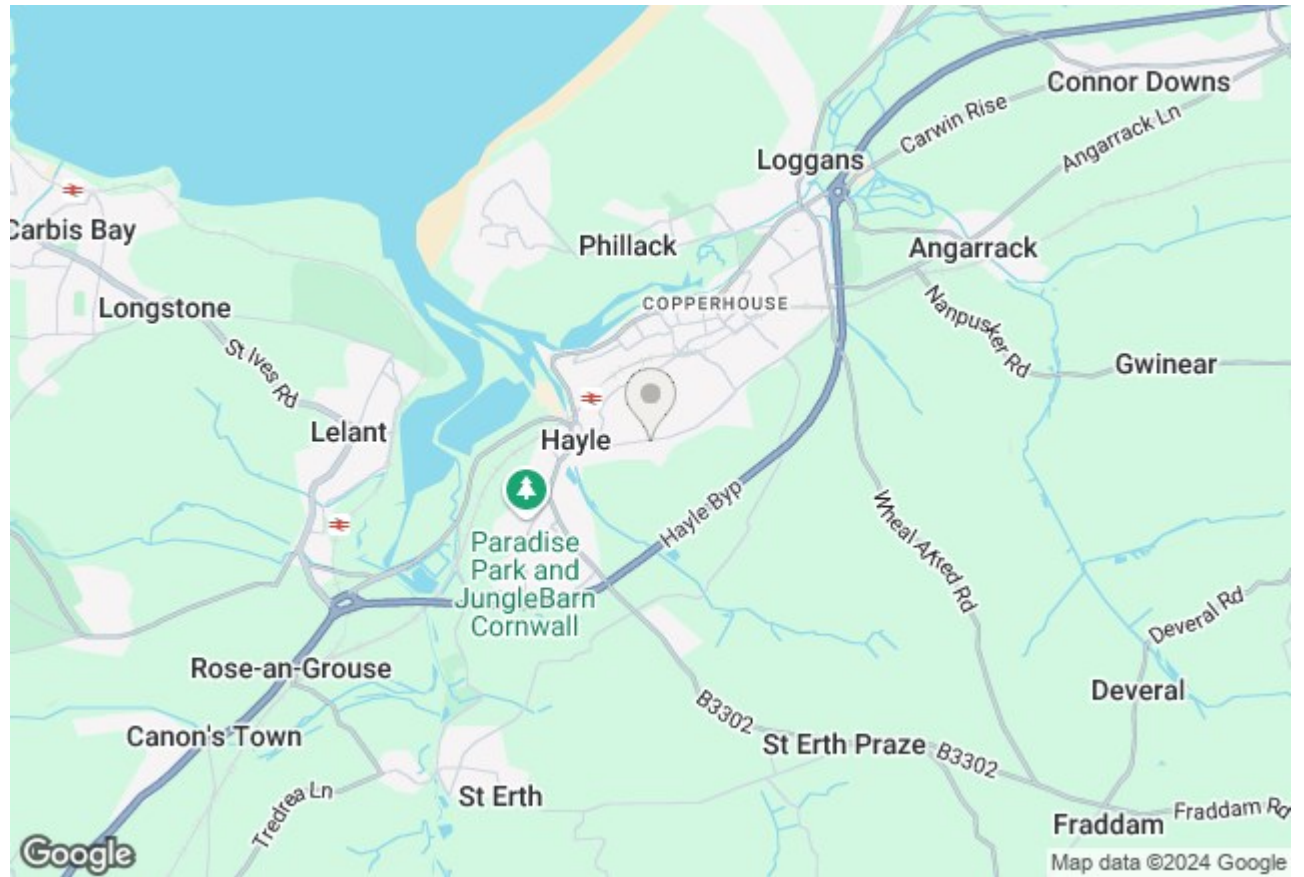 Connor Downs
Carwin Rise
Angarrack Ln
Loggans
Carbis Bay
Phillack
Angarrack
COPPERHOUSE
Longstone
Nanpusker Rd
Gwinear
St Ives Rd
Lelant
Hayle
Hayle Byp
Wheal Alfred Rd
Paradise
Park and
JungleBarn
Cornwall
Deveral Rd
Rose-an-Grouse
Deveral
B3302
Canon's Town
St Erth Praze
B3302
Tredrea Ln
St Erth
Fraddam Rd
Fraddam
Google
Map data ©2024 Google